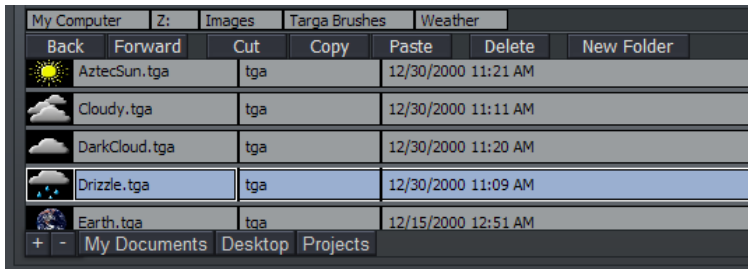 My Computer Z: Images Targa Brushes Weather
Back Forward Cut Copy Paste Delete New Folder
AztecSun.tga tga 12/30/2000 11:21 AM
Cloudy.tga tga 12/30/2000 11:11 AM
DarkCloud.tga tga 12/30/2000 11:20 AM
Drizzle.tga tga 12/30/2000 11:09 AM
Earth.tga tga 12/15/2000 12:51 AM
+ - My Documents Desktop Projects